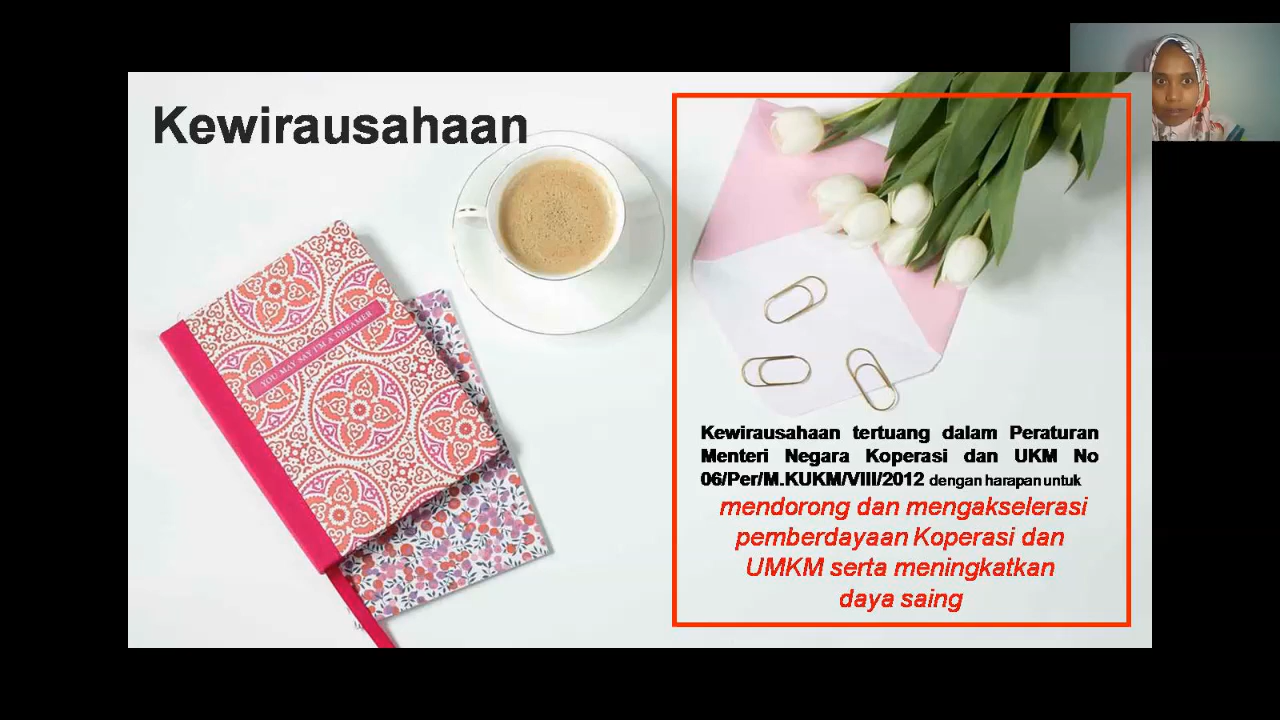 Kewirausahaan
YOU MAY SAY I'M A DREAMER
Kewirausahaan tertuang dalam Peraturan
Menteri Negara Koperasi dan UKM No
06/Per/M.KUKM/VIII/2012 dengan harapan untuk
mendorong dan mengakselerasi
pemberdayaan Koperasi dan
UMKM serta meningkatkan
daya saing